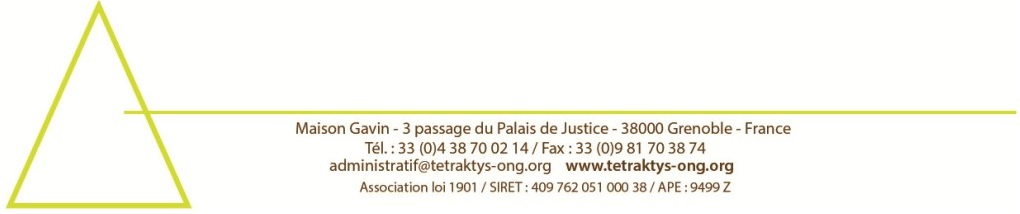 Maison Gavin - 3 passage du Palais de Justice - 38000 Grenoble - France
Tél. : 33 (0)4 38 70 02 14 / Fax : 33 (0)9 81 70 38 74
administratif@tetraktys-ong.org www.tetraktys-ong.org
Association loi 1901 / SIRET : 409 762 051 000 38 / APE : 9499 Z